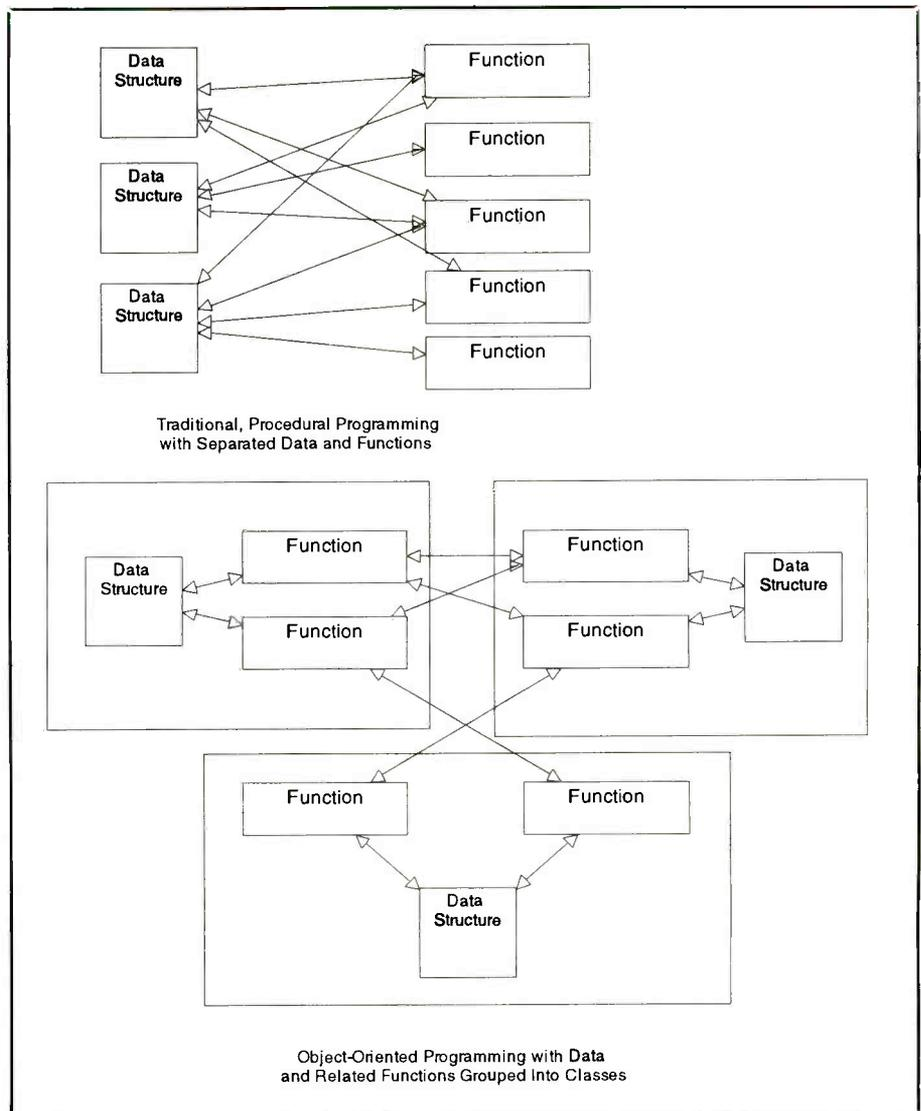 Data
Structure
Function
Function
Data
Structure
Function
Data
Structure
Function
Function
Traditional, Procedural Programming
with Separated Data and Functions
Data
Structure
Function
Function
Function
Function
Data
Structure
Function
Function
Data
Structure
Object-Oriented Programming with Data
and Related Functions Grouped Into Classes